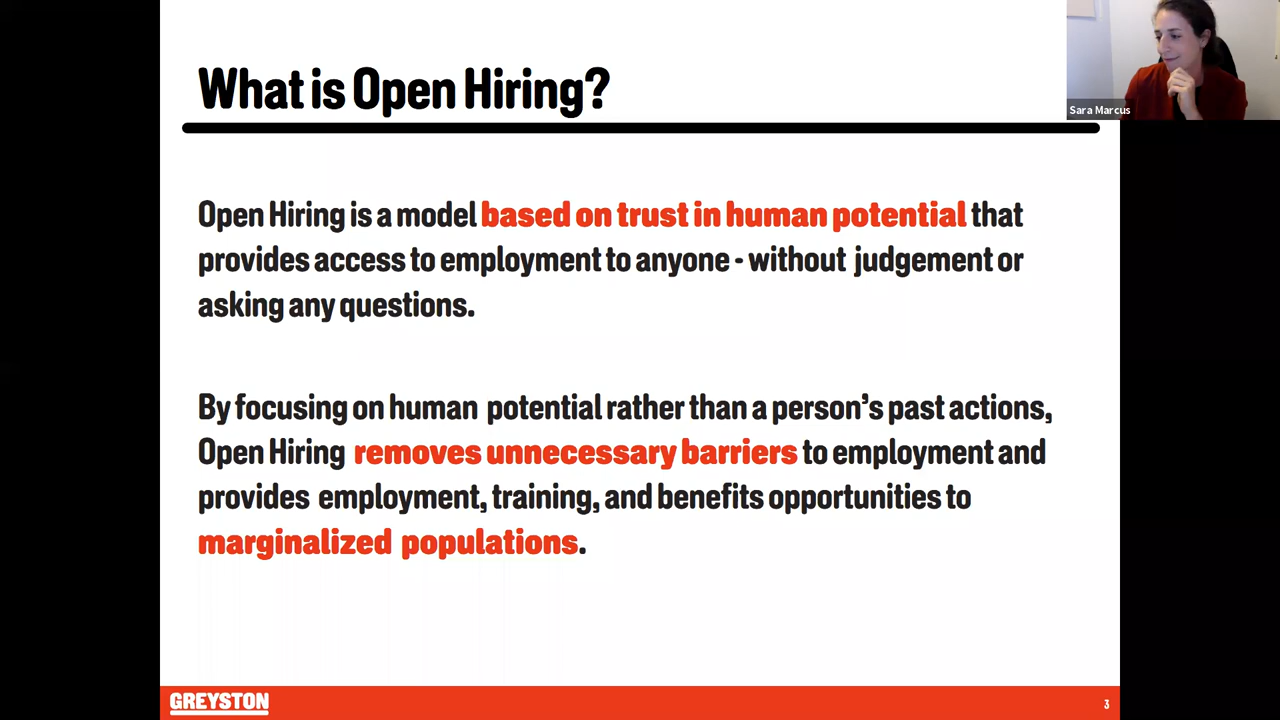 What is Open Hiring?
Sara Marcus
Open Hiring is a model based on trust in human potential that
provides access to employment to anyone - without judgement or
asking any questions.
By focusing on human potential rather than a person’s past actions,
Open Hiring removes unnecessary barriers to employment and
provides employment, training, and benefits opportunities to
marginalized populations.
GREYSTON
3